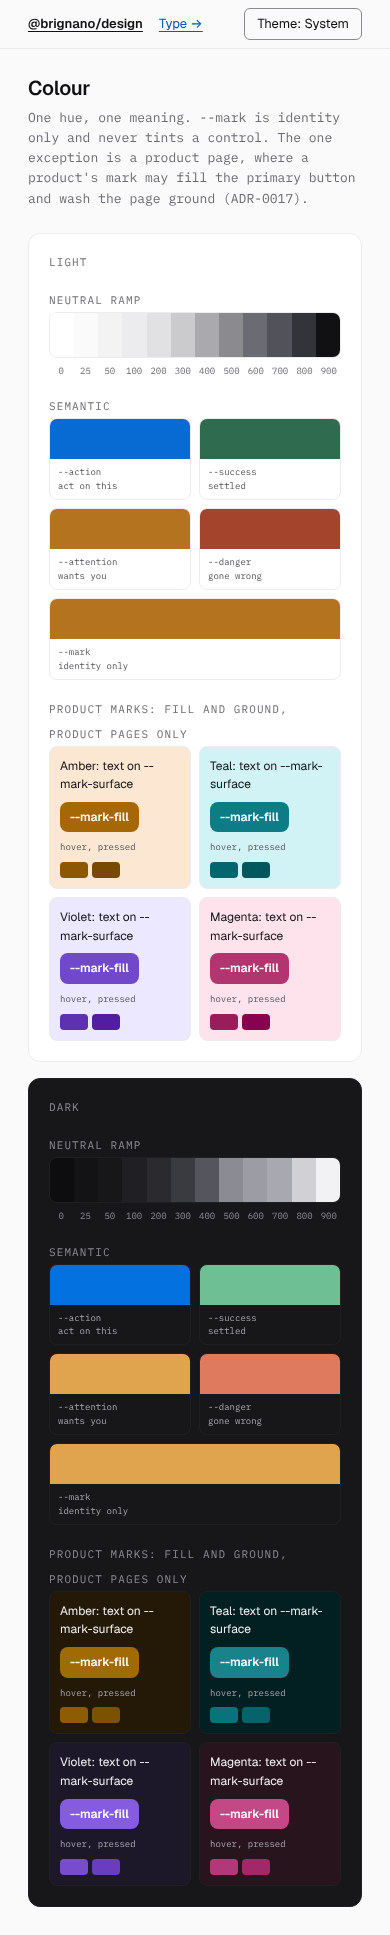 @brignano/design Type → Theme: System
Colour
One hue, one meaning. --mark is identity
only and never tints a control. The one
exception is a product page, where a
product's mark may fill the primary button
and wash the page ground (ADR-0017).
LIGHT
NEUTRAL RAMP
0 25 50 100 200 300 400 500 600 700 800 900
SEMANTIC
--action
act on this
--success
settled
--attention
wants you
--danger
gone wrong
--mark
identity only
PRODUCT MARKS: FILL AND GROUND,
PRODUCT PAGES ONLY
Amber: text on --
mark-surface
--mark-fill
hover, pressed
Teal: text on --mark-
surface
--mark-fill
hover, pressed
Violet: text on --
mark-surface
--mark-fill
hover, pressed
Magenta: text on --
mark-surface
--mark-fill
hover, pressed
DARK
NEUTRAL RAMP
0 25 50 100 200 300 400 500 600 700 800 900
SEMANTIC
--action
act on this
--success
settled
--attention
wants you
--danger
gone wrong
--mark
identity only
PRODUCT MARKS: FILL AND GROUND,
PRODUCT PAGES ONLY
Amber: text on --
mark-surface
--mark-fill
hover, pressed
Teal: text on --mark-
surface
--mark-fill
hover, pressed
Violet: text on --
mark-surface
--mark-fill
hover, pressed
Magenta: text on --
mark-surface
--mark-fill
hover, pressed